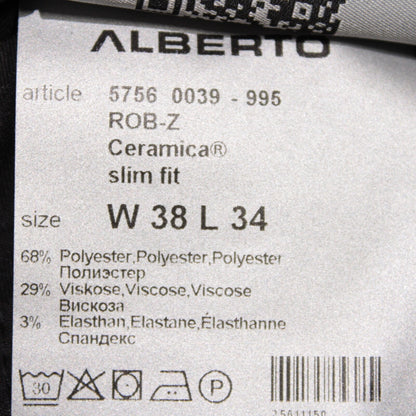 ALBERTO
article 5756 0039 - 995
ROB-Z
Ceramica®
slim fit
size W 38 L 34
68% Polyester,Polyester,Polyester
Полиэстер
29% Viskose,Viscose,Viscose
Вискоза
3% Elasthan,Elastane,Élasthanne
Спандекс
30 P